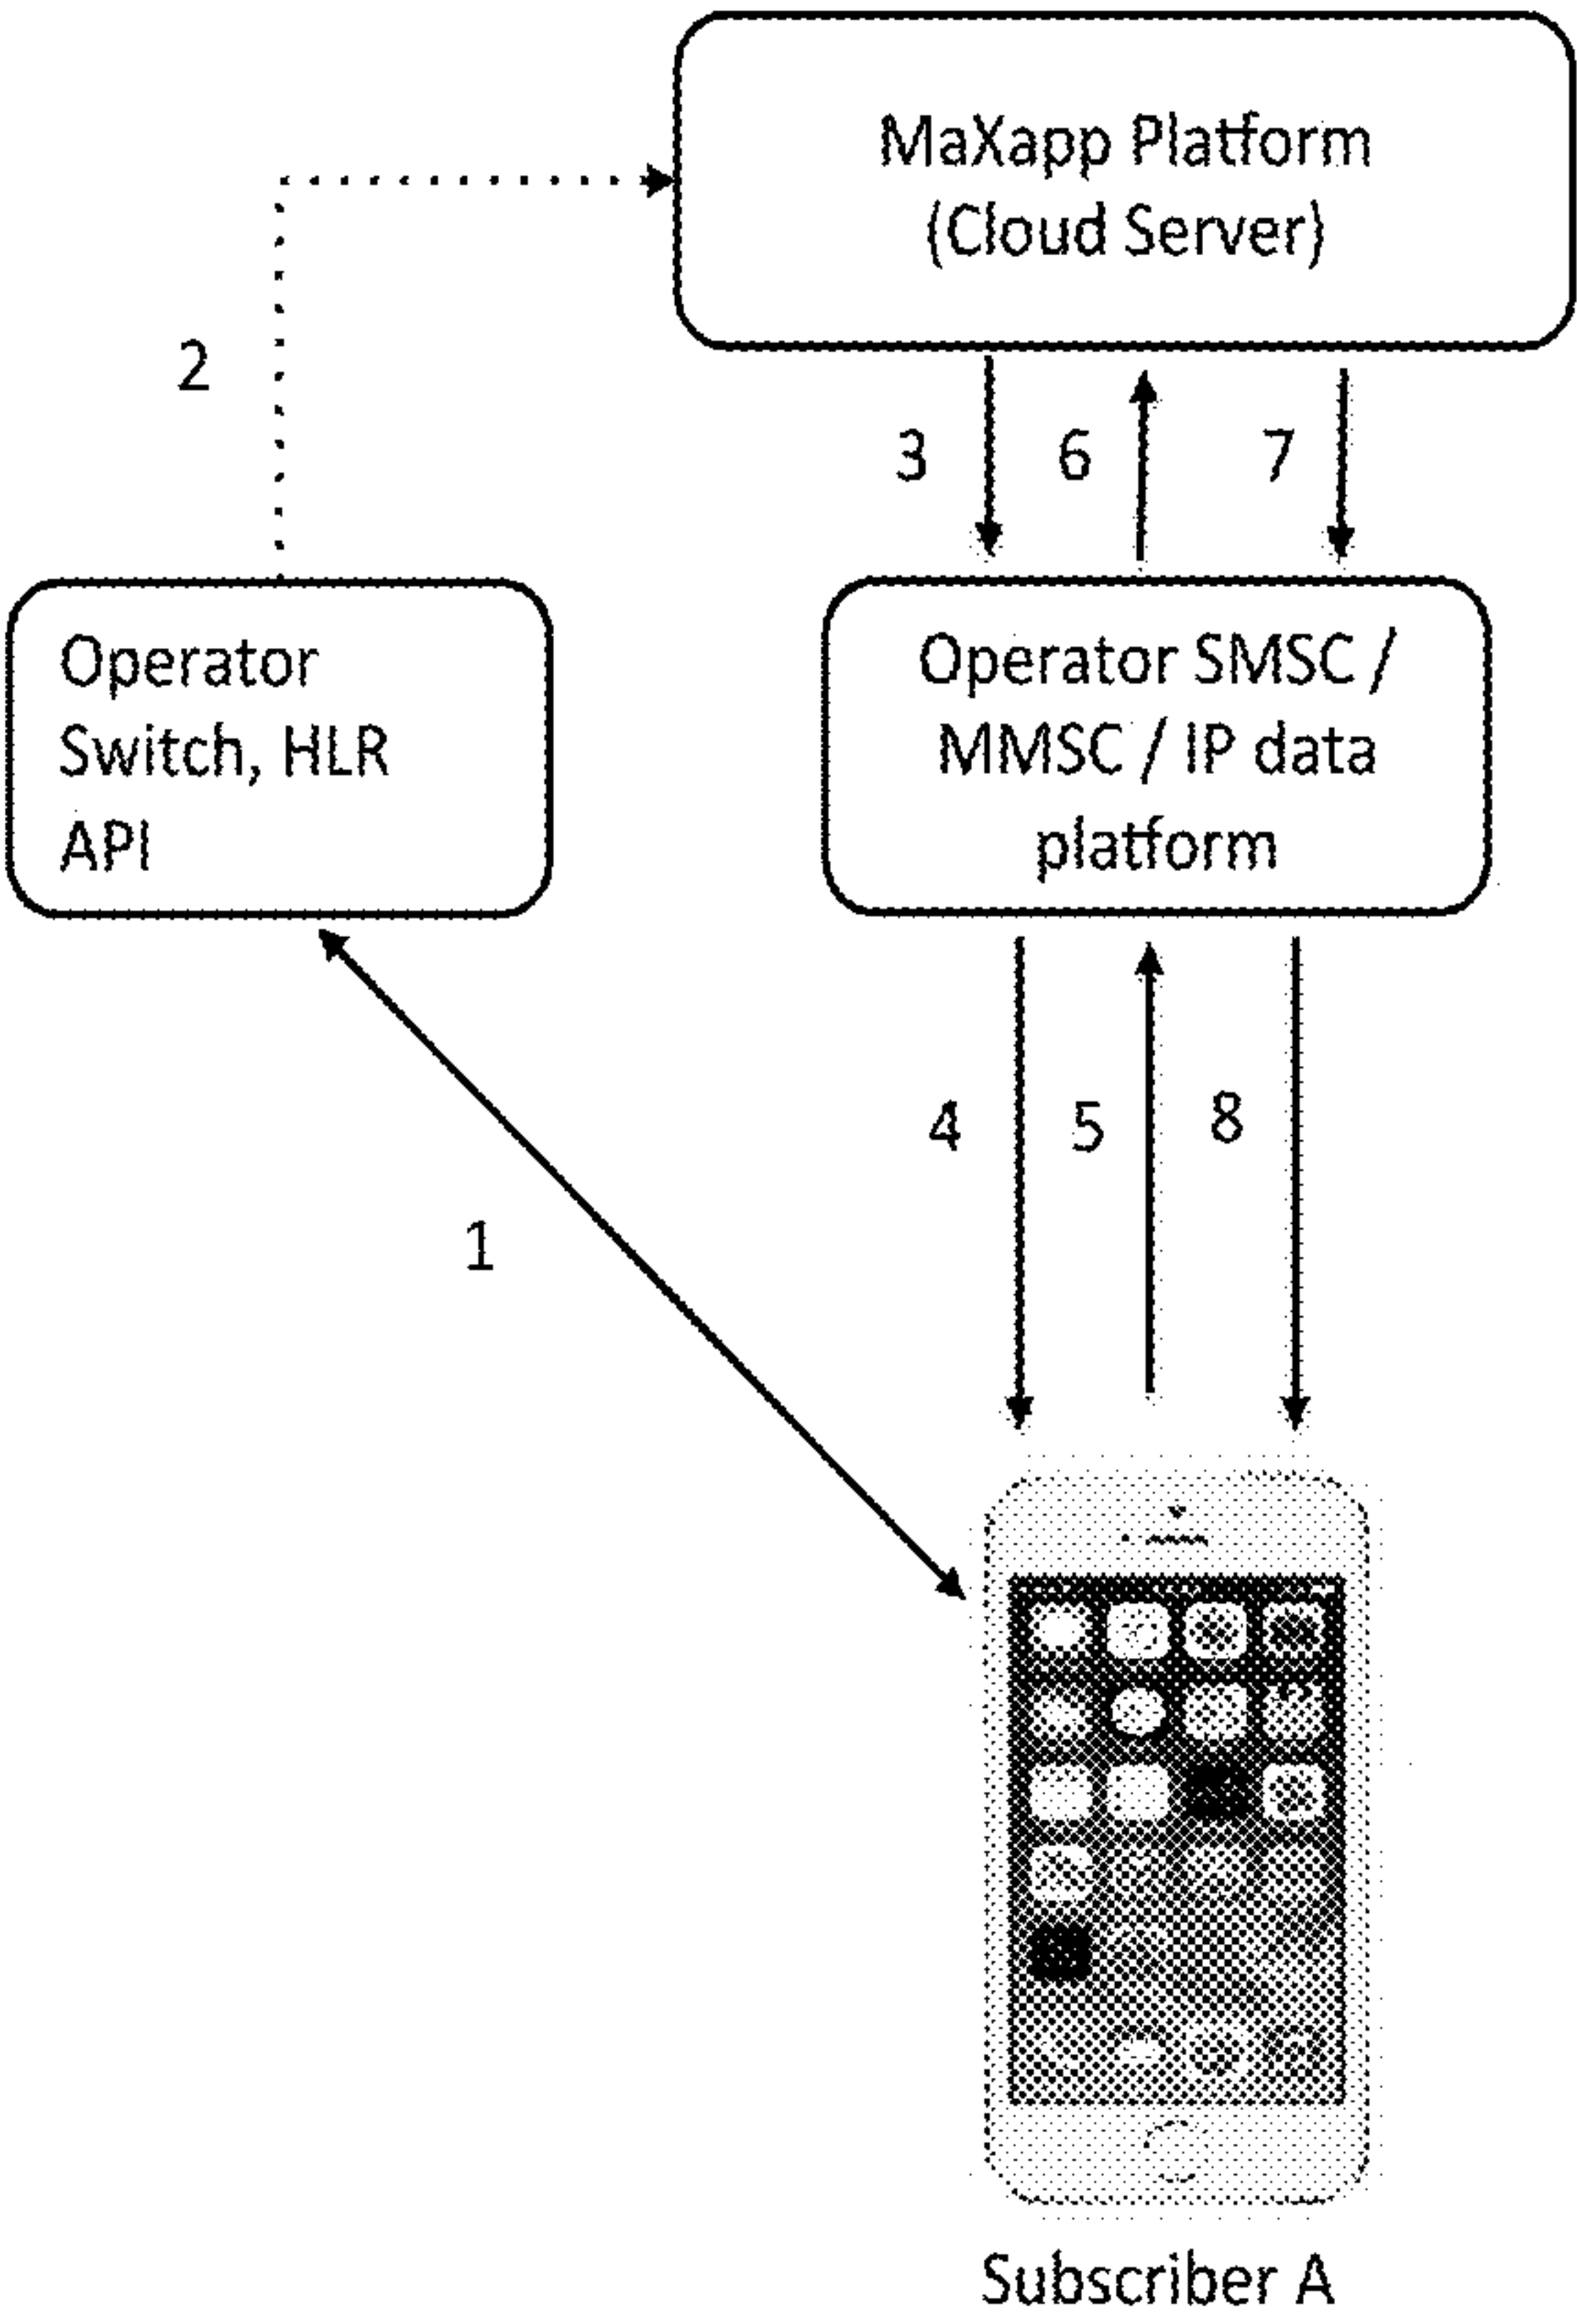 MaXapp Platform
(Cloud Server)
2
3
6
7
Operator
Switch, HLR
API
Operator SMSC /
MMSC / IP data
platform
4
5
8
1
Subscriber A